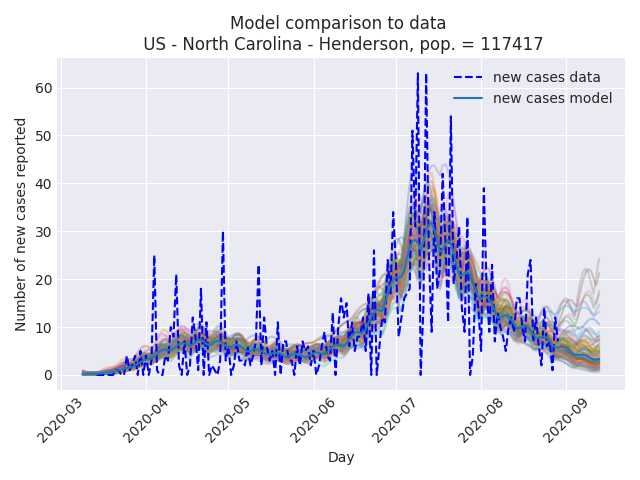 Model comparison to data
US - North Carolina - Henderson, pop. = 117417
new cases data
new cases model
Number of new cases reported
60
50
40
30
20
10
0
2020-03
2020-04
2020-05
2020-06
2020-07
2020-08
2020-09
Day